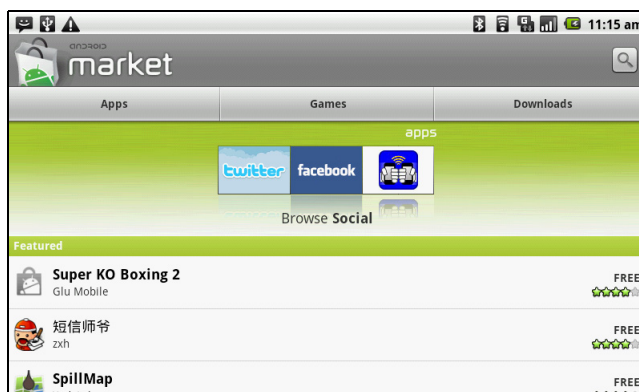 11:15 am
android
market
Apps Games Downloads
apps
twitter facebook
Browse Social
Featured
Super KO Boxing 2
FREE
Glu Mobile
短信师爷
FREE
zxh
SpillMap
FREE